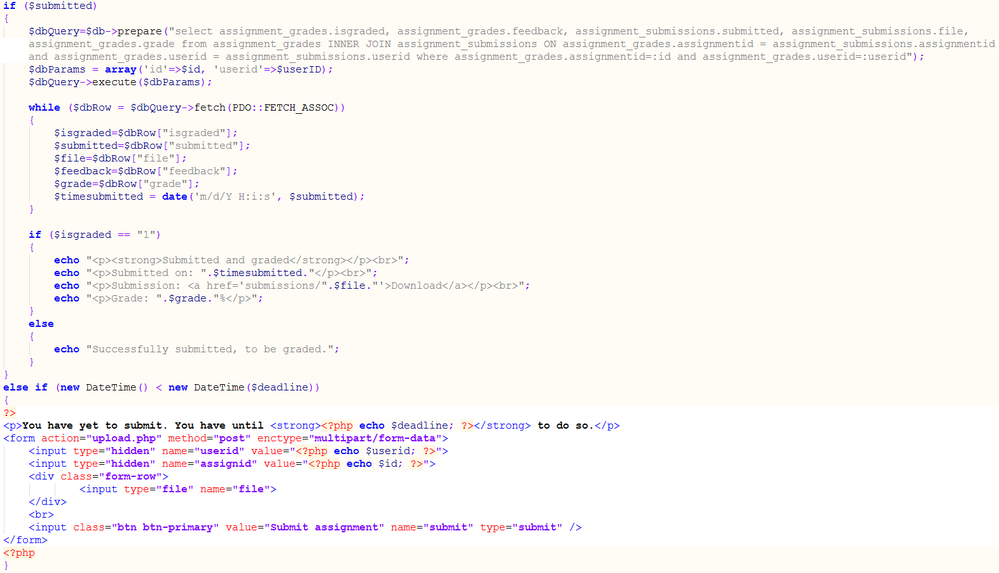 if ($submitted)
{
    $dbQuery=$db->prepare("select assignment_grades.isgraded, assignment_grades.feedback, assignment_submissions.submitted, assignment_submissions.file,
    assignment_grades.grade from assignment_grades INNER JOIN assignment_submissions ON assignment_grades.assignmentid = assignment_submissions.assignmentid
    and assignment_grades.userid = assignment_submissions.userid where assignment_grades.assignmentid=:id and assignment_grades.userid=:userid");
    $dbParams = array('id'=>$id, 'userid'=>$userID);
    $dbQuery->execute($dbParams);

    while ($dbRow = $dbQuery->fetch(PDO::FETCH_ASSOC))
    {
        $isgraded=$dbRow["isgraded"];
        $submitted=$dbRow["submitted"];
        $file=$dbRow["file"];
        $feedback=$dbRow["feedback"];
        $grade=$dbRow["grade"];
        $timesubmitted = date('m/d/Y H:i:s', $submitted);
    }

    if ($isgraded == "1")
    {
        echo "<p><strong>Submitted and graded</strong></p><br>";
        echo "<p>Submitted on: ".$timesubmitted."</p><br>";
        echo "<p>Submission: <a href='submissions/".$file."'>Download</a></p><br>";
        echo "<p>Grade: ".$grade."%</p>";
    }
    else
    {
        echo "Successfully submitted, to be graded.";
    }
}
else if (new DateTime() < new DateTime($deadline))
{
?>
<p>You have yet to submit. You have until <strong><?php echo $deadline; ?></strong> to do so.</p>
<form action="upload.php" method="post" enctype="multipart/form-data">
    <input type="hidden" name="userid" value="<?php echo $userid; ?>">
    <input type="hidden" name="assignid" value="<?php echo $id; ?>">
    <div class="form-row">
            <input type="file" name="file">
    </div>
    <br>
    <input class="btn btn-primary" value="Submit assignment" name="submit" type="submit" />
</form>
<?php
}